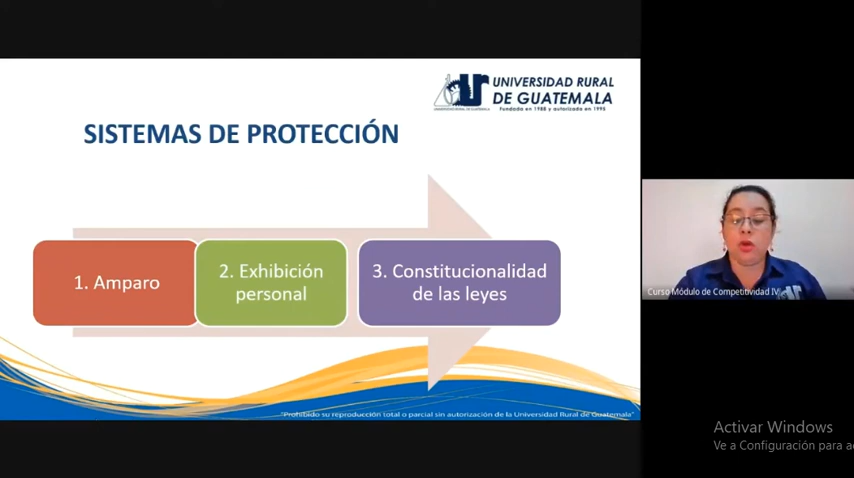 UNIVERSIDAD RURAL
DE GUATEMALA
Fundada en 1988 y autorizada en 1995
SISTEMAS DE PROTECCIÓN
1. Amparo
2. Exhibición
personal
3. Constitucionalidad
de las leyes
"Prohibido su reproducción total o parcial sin autorización de la Universidad Rural de Guatemala"
Curso Módulo de Competitividad IV
Activar Windows
Ve a Configuración para a